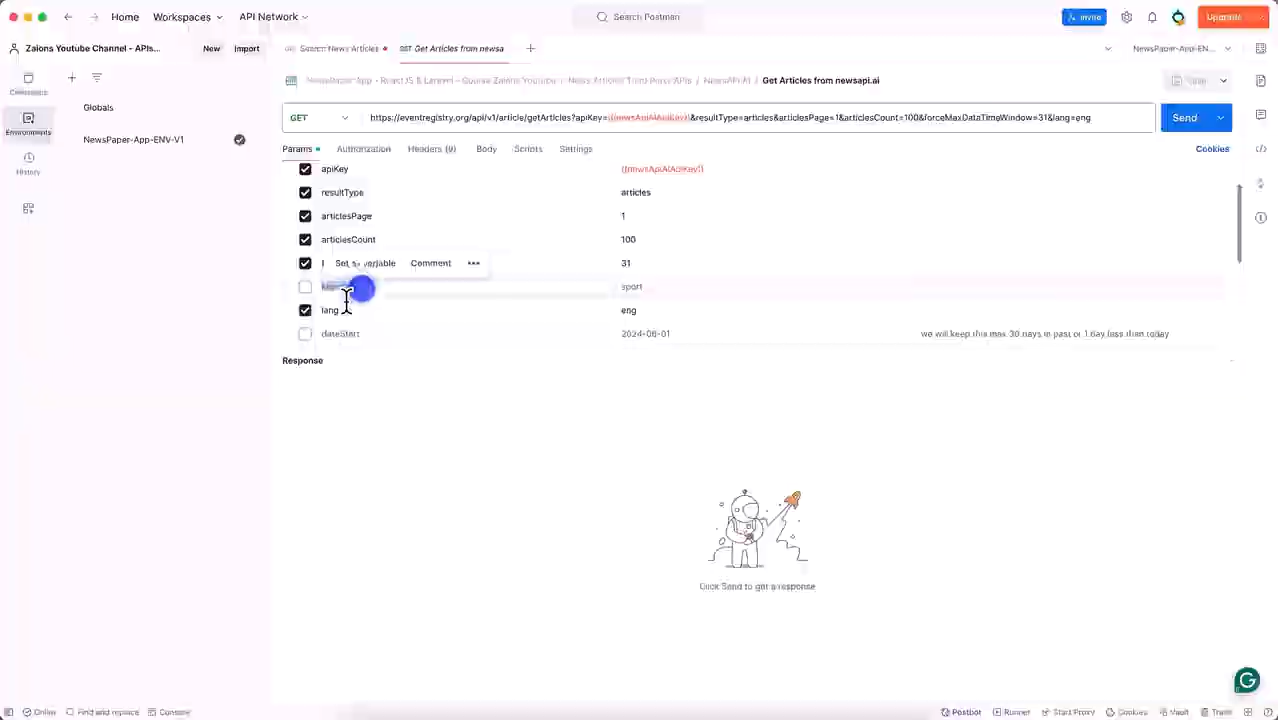 Home Workspaces API Network Search Postman Invite Upgrade
Zaions Youtube Channel - APIs... New Import Search News Articles GET Get Articles from newsa NewsPaper-App-EN...
Globals
Environments
NewsPaper-App-ENV-V1
History
NewsPaper-App - React JS & / Get Articles from newsapi.ai
GET https://eventregistry.org/api/v1/article/getArticles?apiKey={{newsApiAiApiKey}}&resultType=articles&articlesPage=1&articlesCount=100&forceMaxDataTimeWindow=31&lang=eng Send
Params Authorization Headers (9) Body Scripts Settings Cookies
apiKey {{newsApiAiApiKey}}
resultType articles
articlesPage 1
articlesCount 100
Set as variable Comment 31
sport
lang eng
dateStart 2024-06-01 we will keep this max 30 days in past or 1 day less than today
Response
Click Send to get a response
Online Find and replace Console Postbot Runner Start Proxy Cookies Vault Trash